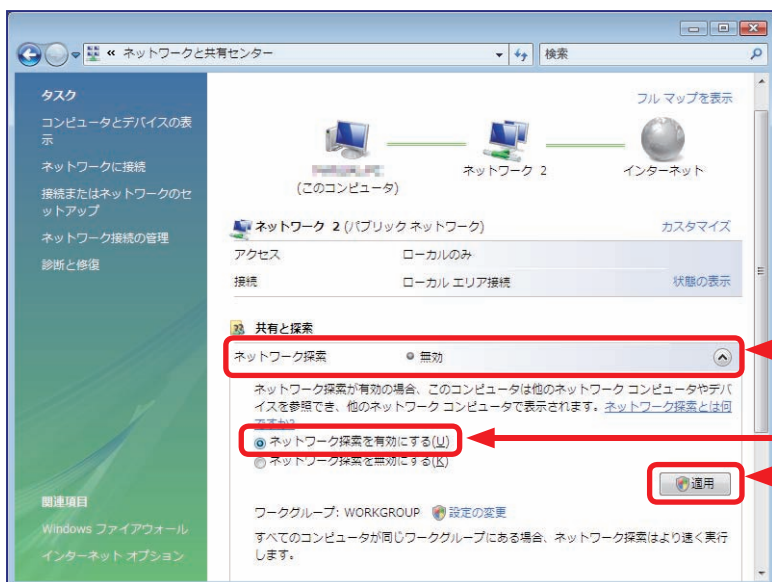 ネットワークと共有センター
検索
タスク
コンピュータとデバイスの表
示
ネットワークに接続
接続またはネットワークのセ
ットアップ
ネットワーク接続の管理
診断と修復
関連項目
Windows ファイアウォール
インターネット オプション
フル マップを表示
(このコンピュータ)
ネットワーク 2
インターネット
ネットワーク 2 (パブリック ネットワーク)
カスタマイズ
アクセス ローカルのみ
接続 ローカル エリア接続 状態の表示
共有と探索
ネットワーク探索 無効
ネットワーク探索が有効の場合、このコンピュータは他のネットワーク コンピュータやデバ
イスを参照でき、他のネットワーク コンピュータで表示されます。ネットワーク探索とは何
ですか?
ネットワーク探索を有効にする(U)
ネットワーク探索を無効にする(K)
適用
ワークグループ: WORKGROUP 設定の変更
すべてのコンピュータが同じワークグループにある場合、ネットワーク探索はより速く実行
します。